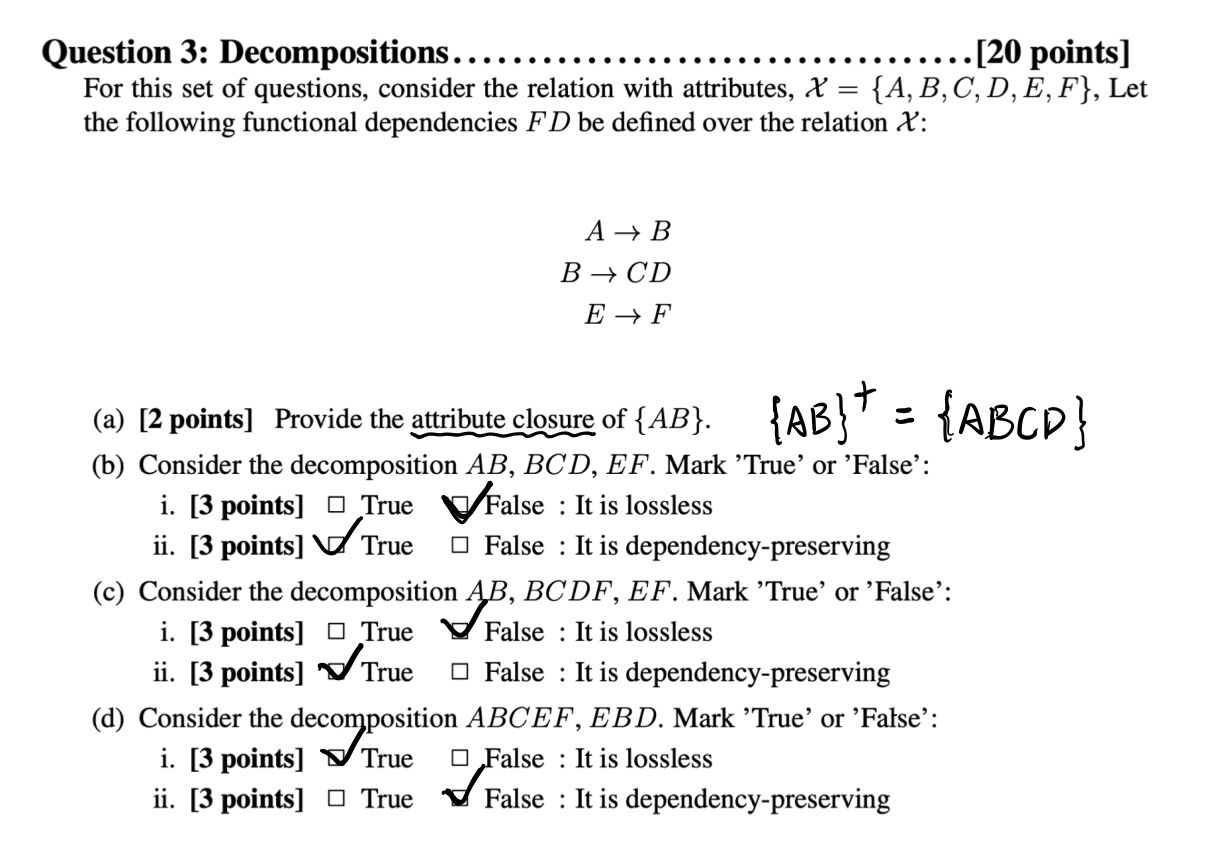 Question 3: Decompositions.....................................[20 points]
For this set of questions, consider the relation with attributes, 𝒳 = {A, B, C, D, E, F}, Let
the following functional dependencies FD be defined over the relation 𝒳:
A → B
B → CD
E → F
(a) [2 points] Provide the attribute closure of {AB}. {AB}⁺ = {ABCD}
(b) Consider the decomposition AB, BCD, EF. Mark ’True’ or ’False’:
i. [3 points] □ True ☑ False : It is lossless
ii. [3 points] ☑ True □ False : It is dependency-preserving
(c) Consider the decomposition AB, BCDF, EF. Mark ’True’ or ’False’:
i. [3 points] □ True ☑ False : It is lossless
ii. [3 points] ☑ True □ False : It is dependency-preserving
(d) Consider the decomposition ABCEF, EBD. Mark ’True’ or ’False’:
i. [3 points] ☑ True □ False : It is lossless
ii. [3 points] □ True ☑ False : It is dependency-preserving